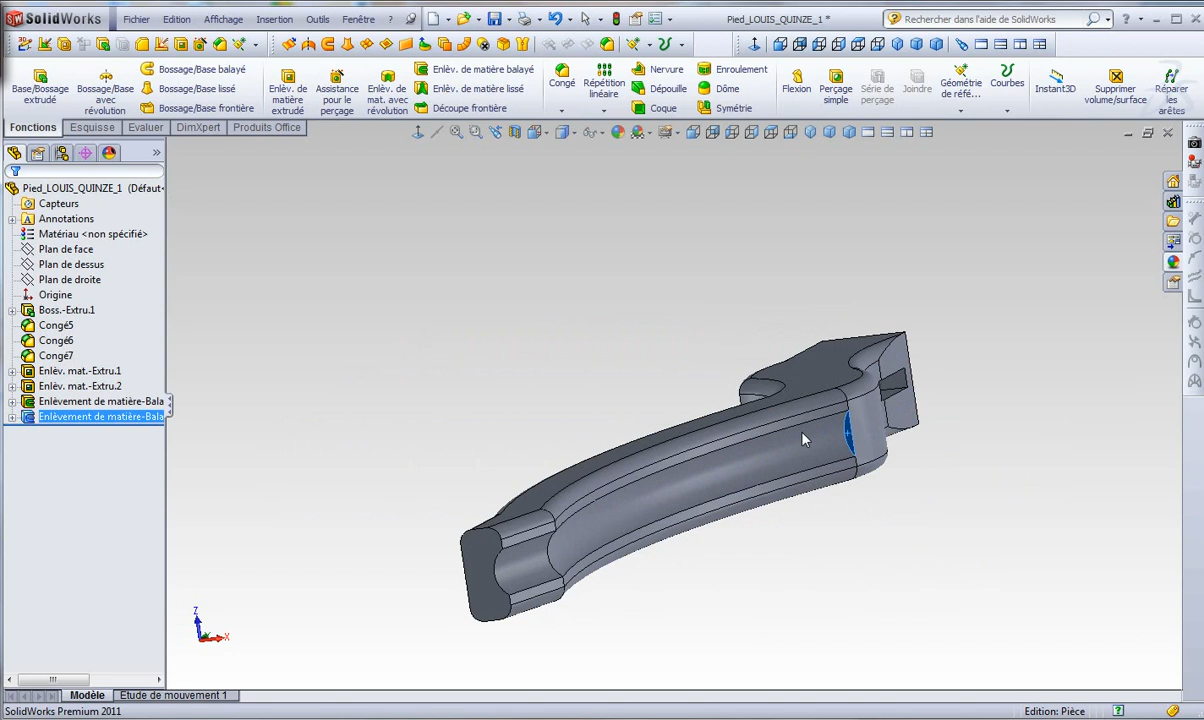 SolidWorks Fichier Edition Affichage Insertion Outils Fenêtre ? Pied_LOUIS_QUINZE_1 * Rechercher dans l'aide de SolidWorks ?
Base/Bossage extrudé
Bossage/Base avec révolution
Bossage/Base balayé
Bossage/Base lissé
Bossage/Base frontière
Enlèv. de matière extrudé
Assistance pour le perçage
Enlèv. de mat. avec révolution
Enlèv. de matière balayé
Enlèv. de matière lissé
Découpe frontière
Congé
Répétition linéaire
Nervure
Dépouille
Coque
Enroulement
Dôme
Symétrie
Flexion
Perçage simple
Série de perçage
Joindre
Géométrie de réfé...
Courbes
Instant3D
Supprimer volume/surface
Réparer les arêtes
Fonctions Esquisse Evaluer DimXpert Produits Office
Pied_LOUIS_QUINZE_1 (Défaut<
Capteurs
Annotations
Matériau <non spécifié>
Plan de face
Plan de dessus
Plan de droite
Origine
Boss.-Extru.1
Congé5
Congé6
Congé7
Enlèv. mat.-Extru.1
Enlèv. mat.-Extru.2
Enlèvement de matière-Bala
Enlèvement de matière-Bala
Z
X
Modèle Etude de mouvement 1
SolidWorks Premium 2011 Edition: Pièce ?